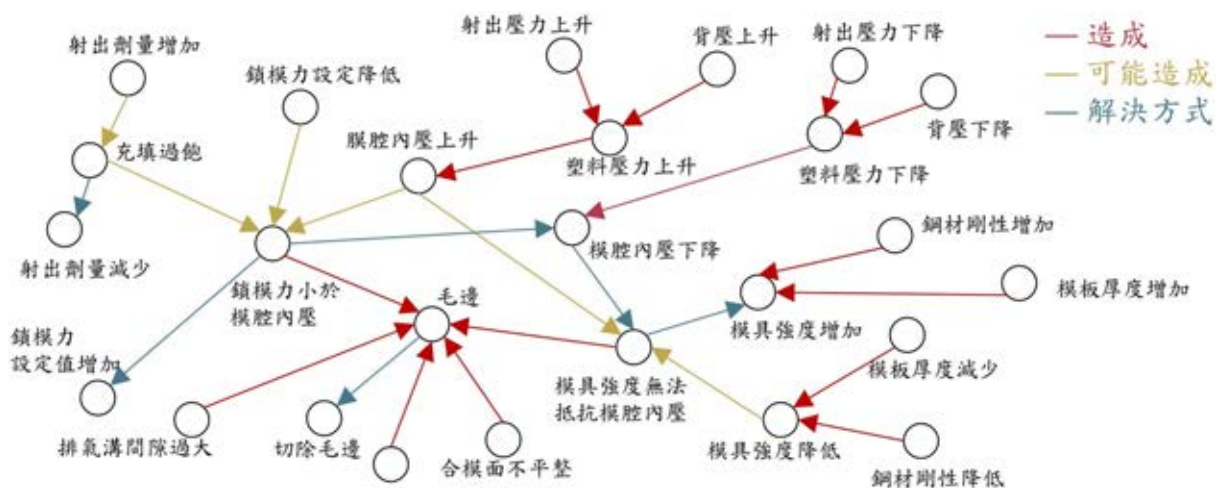 射出劑量增加
鎖模力設定降低
射出壓力上升
背壓上升
射出壓力下降
造成
可能造成
解決方式
充填過飽
膜腔內壓上升
塑料壓力上升
背壓下降
塑料壓力下降
射出劑量減少
鎖模力小於
模腔內壓
模腔內壓下降
鋼材剛性增加
模板厚度增加
模具強度增加
毛邊
鎖模力
設定值增加
模具強度無法
抵抗模腔內壓
模板厚度減少
排氣溝間隙過大
切除毛邊
合模面不平整
模具強度降低
鋼材剛性降低